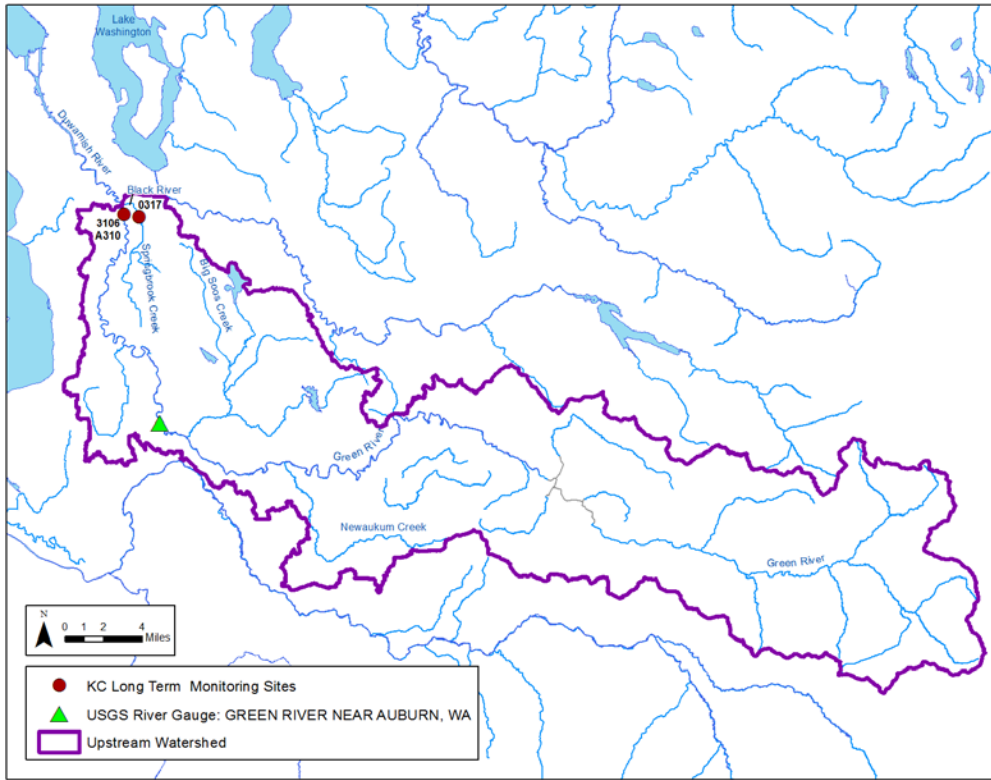 Lake
Washington
Duwamish River
Black River
0317
3106
A310
Springbrook Creek
Big Soos Creek
Green River
Newaukum Creek
Green River
N
0 1 2 4
Miles
KC Long Term Monitoring Sites
USGS River Gauge: GREEN RIVER NEAR AUBURN, WA
Upstream Watershed